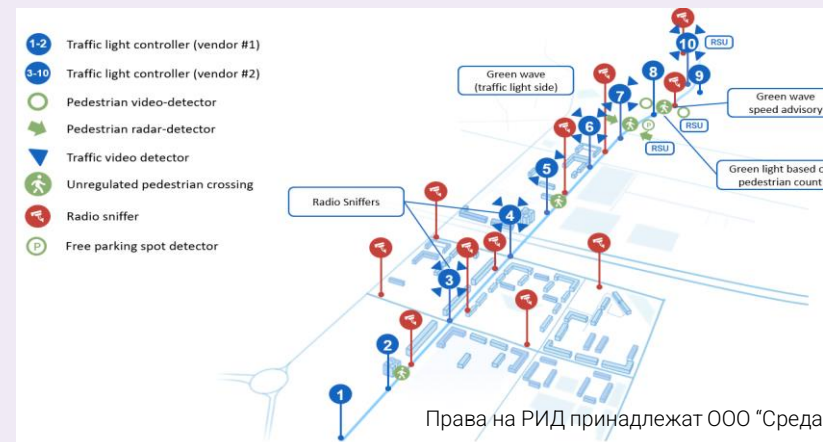 1-2 Traffic light controller (vendor #1)
3-10 Traffic light controller (vendor #2)
Pedestrian video-detector
Pedestrian radar-detector
Traffic video detector
Unregulated pedestrian crossing
Radio sniffer
P Free parking spot detector
Green wave
(traffic light side)
Radio Sniffers
10
RSU
8
9
7
Green wave
speed advisory
6
P
RSU
RSU
Green light based o
pedestrian count
5
4
3
2
1
Права на РИД принадлежат ООО “Среда